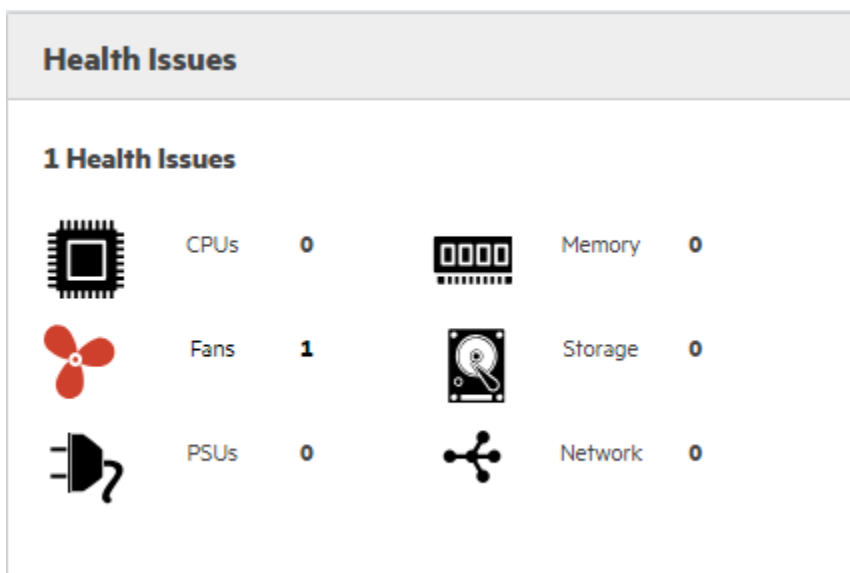 Health Issues
1 Health Issues
CPUs 0 Memory 0
Fans 1 Storage 0
PSUs 0 Network 0